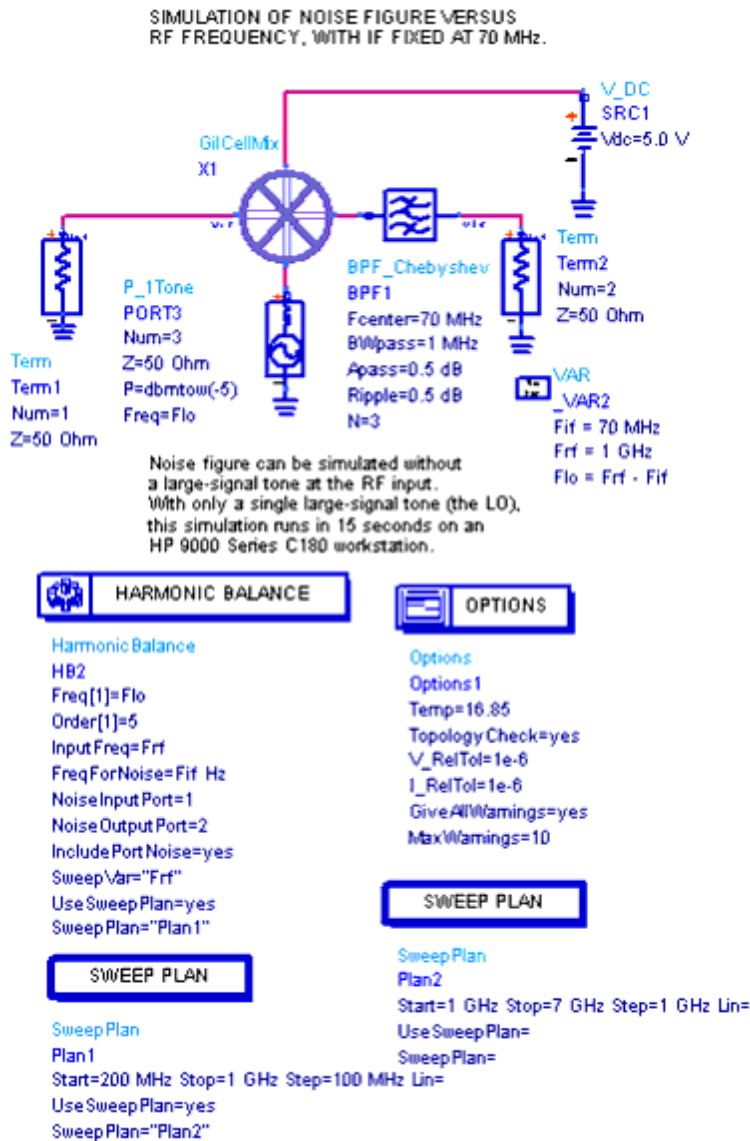 SIMULATION OF NOISE FIGURE VERSUS
RF FREQUENCY, WITH IF FIXED AT 70 MHz.
V_DC
SRC1
Vdc=5.0 V
GilCellMix
X1
Term
Term1
Num=1
Z=50 Ohm
P_1Tone
PORT3
Num=3
Z=50 Ohm
P=dbmtow(-5)
Freq=Flo
BPF_Chebyshev
BPF1
Fcenter=70 MHz
BWpass=1 MHz
Apass=0.5 dB
Ripple=0.5 dB
N=3
Term
Term2
Num=2
Z=50 Ohm
VAR
_VAR2
Fif = 70 MHz
Frf = 1 GHz
Flo = Frf - Fif
Noise figure can be simulated without
a large-signal tone at the RF input.
With only a single large-signal tone (the LO),
this simulation runs in 15 seconds on an
HP 9000 Series C180 workstation.
HARMONIC BALANCE
HarmonicBalance
HB2
Freq[1]=Flo
Order[1]=5
InputFreq=Frf
FreqForNoise=Fif Hz
NoiseInputPort=1
NoiseOutputPort=2
IncludePortNoise=yes
SweepVar="Frf"
UseSweepPlan=yes
SweepPlan="Plan1"
OPTIONS
Options
Options1
Temp=16.85
TopologyCheck=yes
V_RelTol=1e-6
I_RelTol=1e-6
GiveAllWarnings=yes
MaxWarnings=10
SWEEP PLAN
SweepPlan
Plan1
Start=200 MHz Stop=1 GHz Step=100 MHz Lin=
UseSweepPlan=yes
SweepPlan="Plan2"
SWEEP PLAN
SweepPlan
Plan2
Start=1 GHz Stop=7 GHz Step=1 GHz Lin=
UseSweepPlan=
SweepPlan=